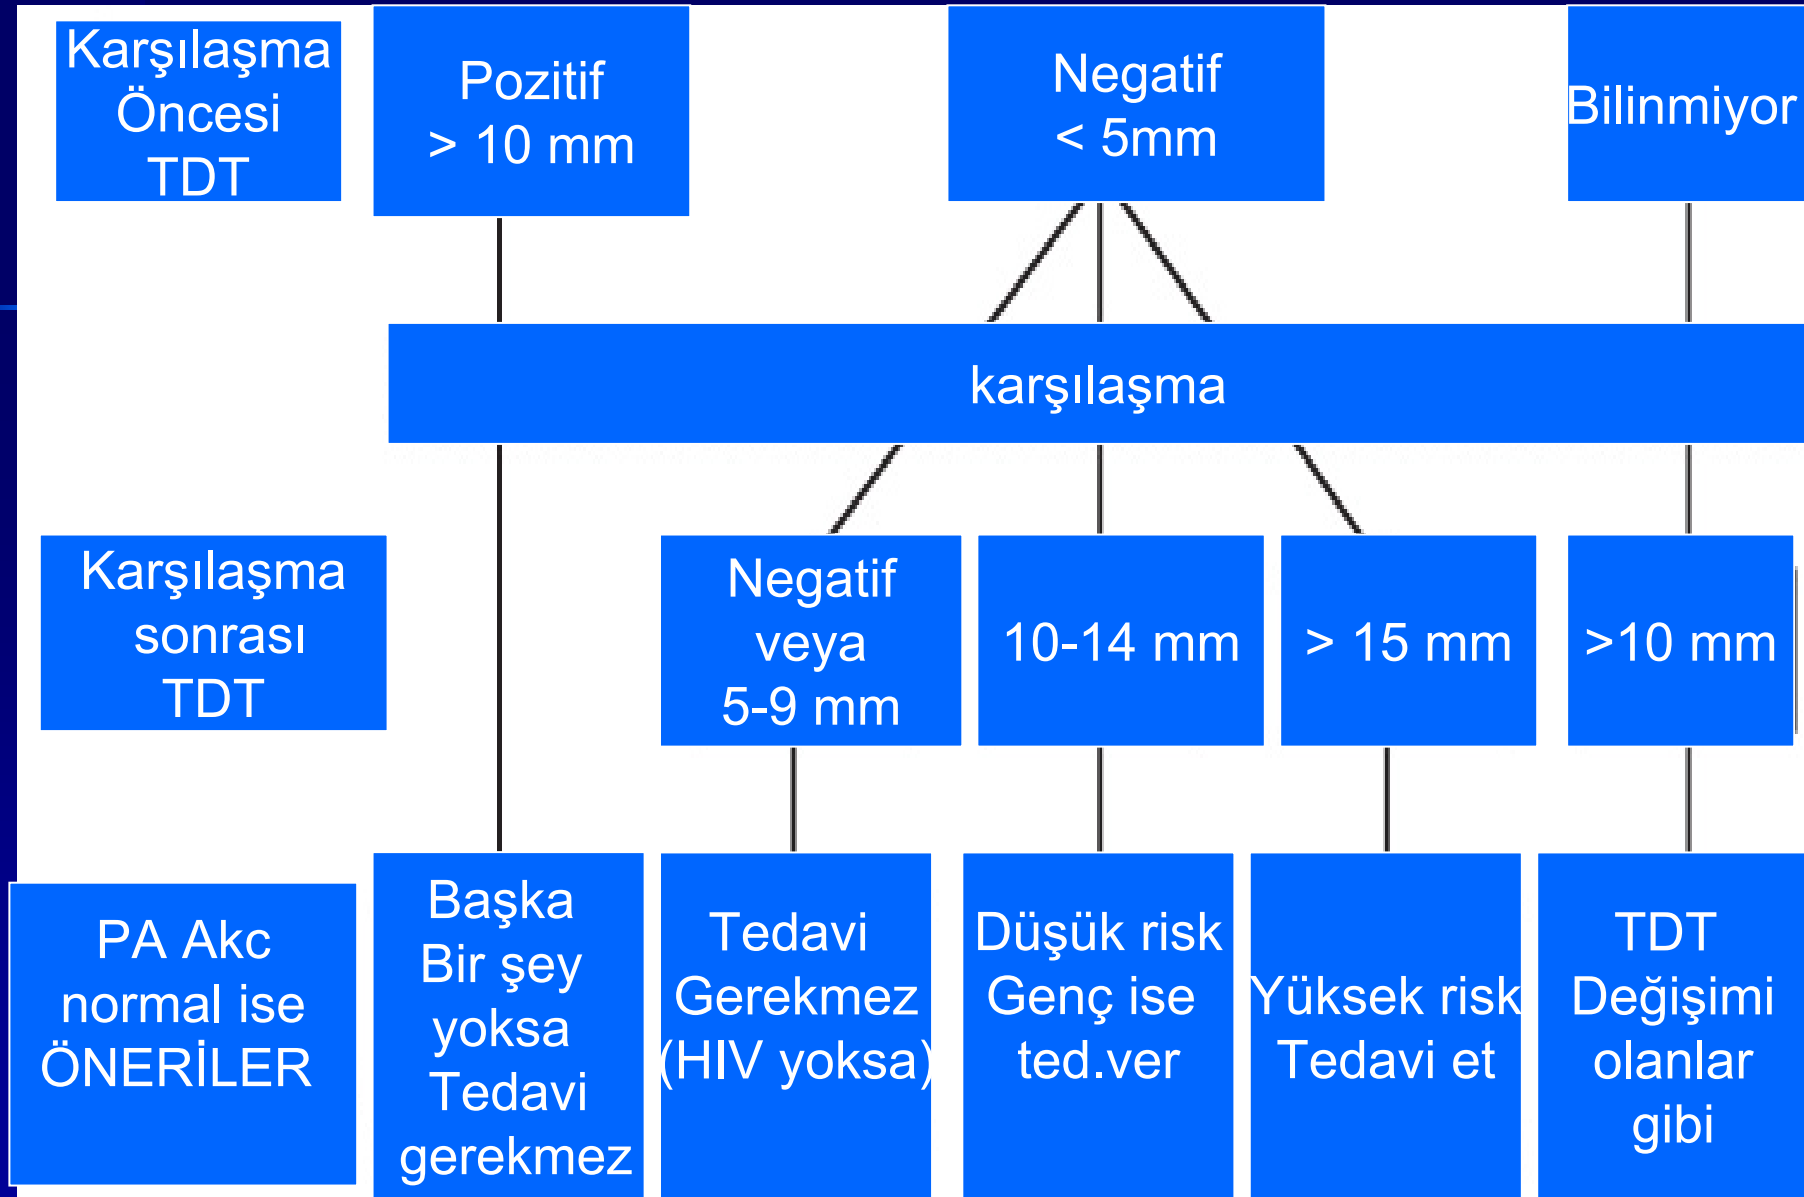 Karşılaşma
Öncesi
TDT
Pozitif
> 10 mm
Negatif
< 5mm
Bilinmiyor
karşılaşma
Karşılaşma
sonrası
TDT
Negatif
veya
5-9 mm
10-14 mm
> 15 mm
>10 mm
PA Akc
normal ise
ÖNERİLER
Başka
Bir şey
yoksa
Tedavi
gerekmez
Tedavi
Gerekmez
(HIV yoksa)
Düşük risk
Genç ise
ted.ver
Yüksek risk
Tedavi et
TDT
Değişimi
olanlar
gibi